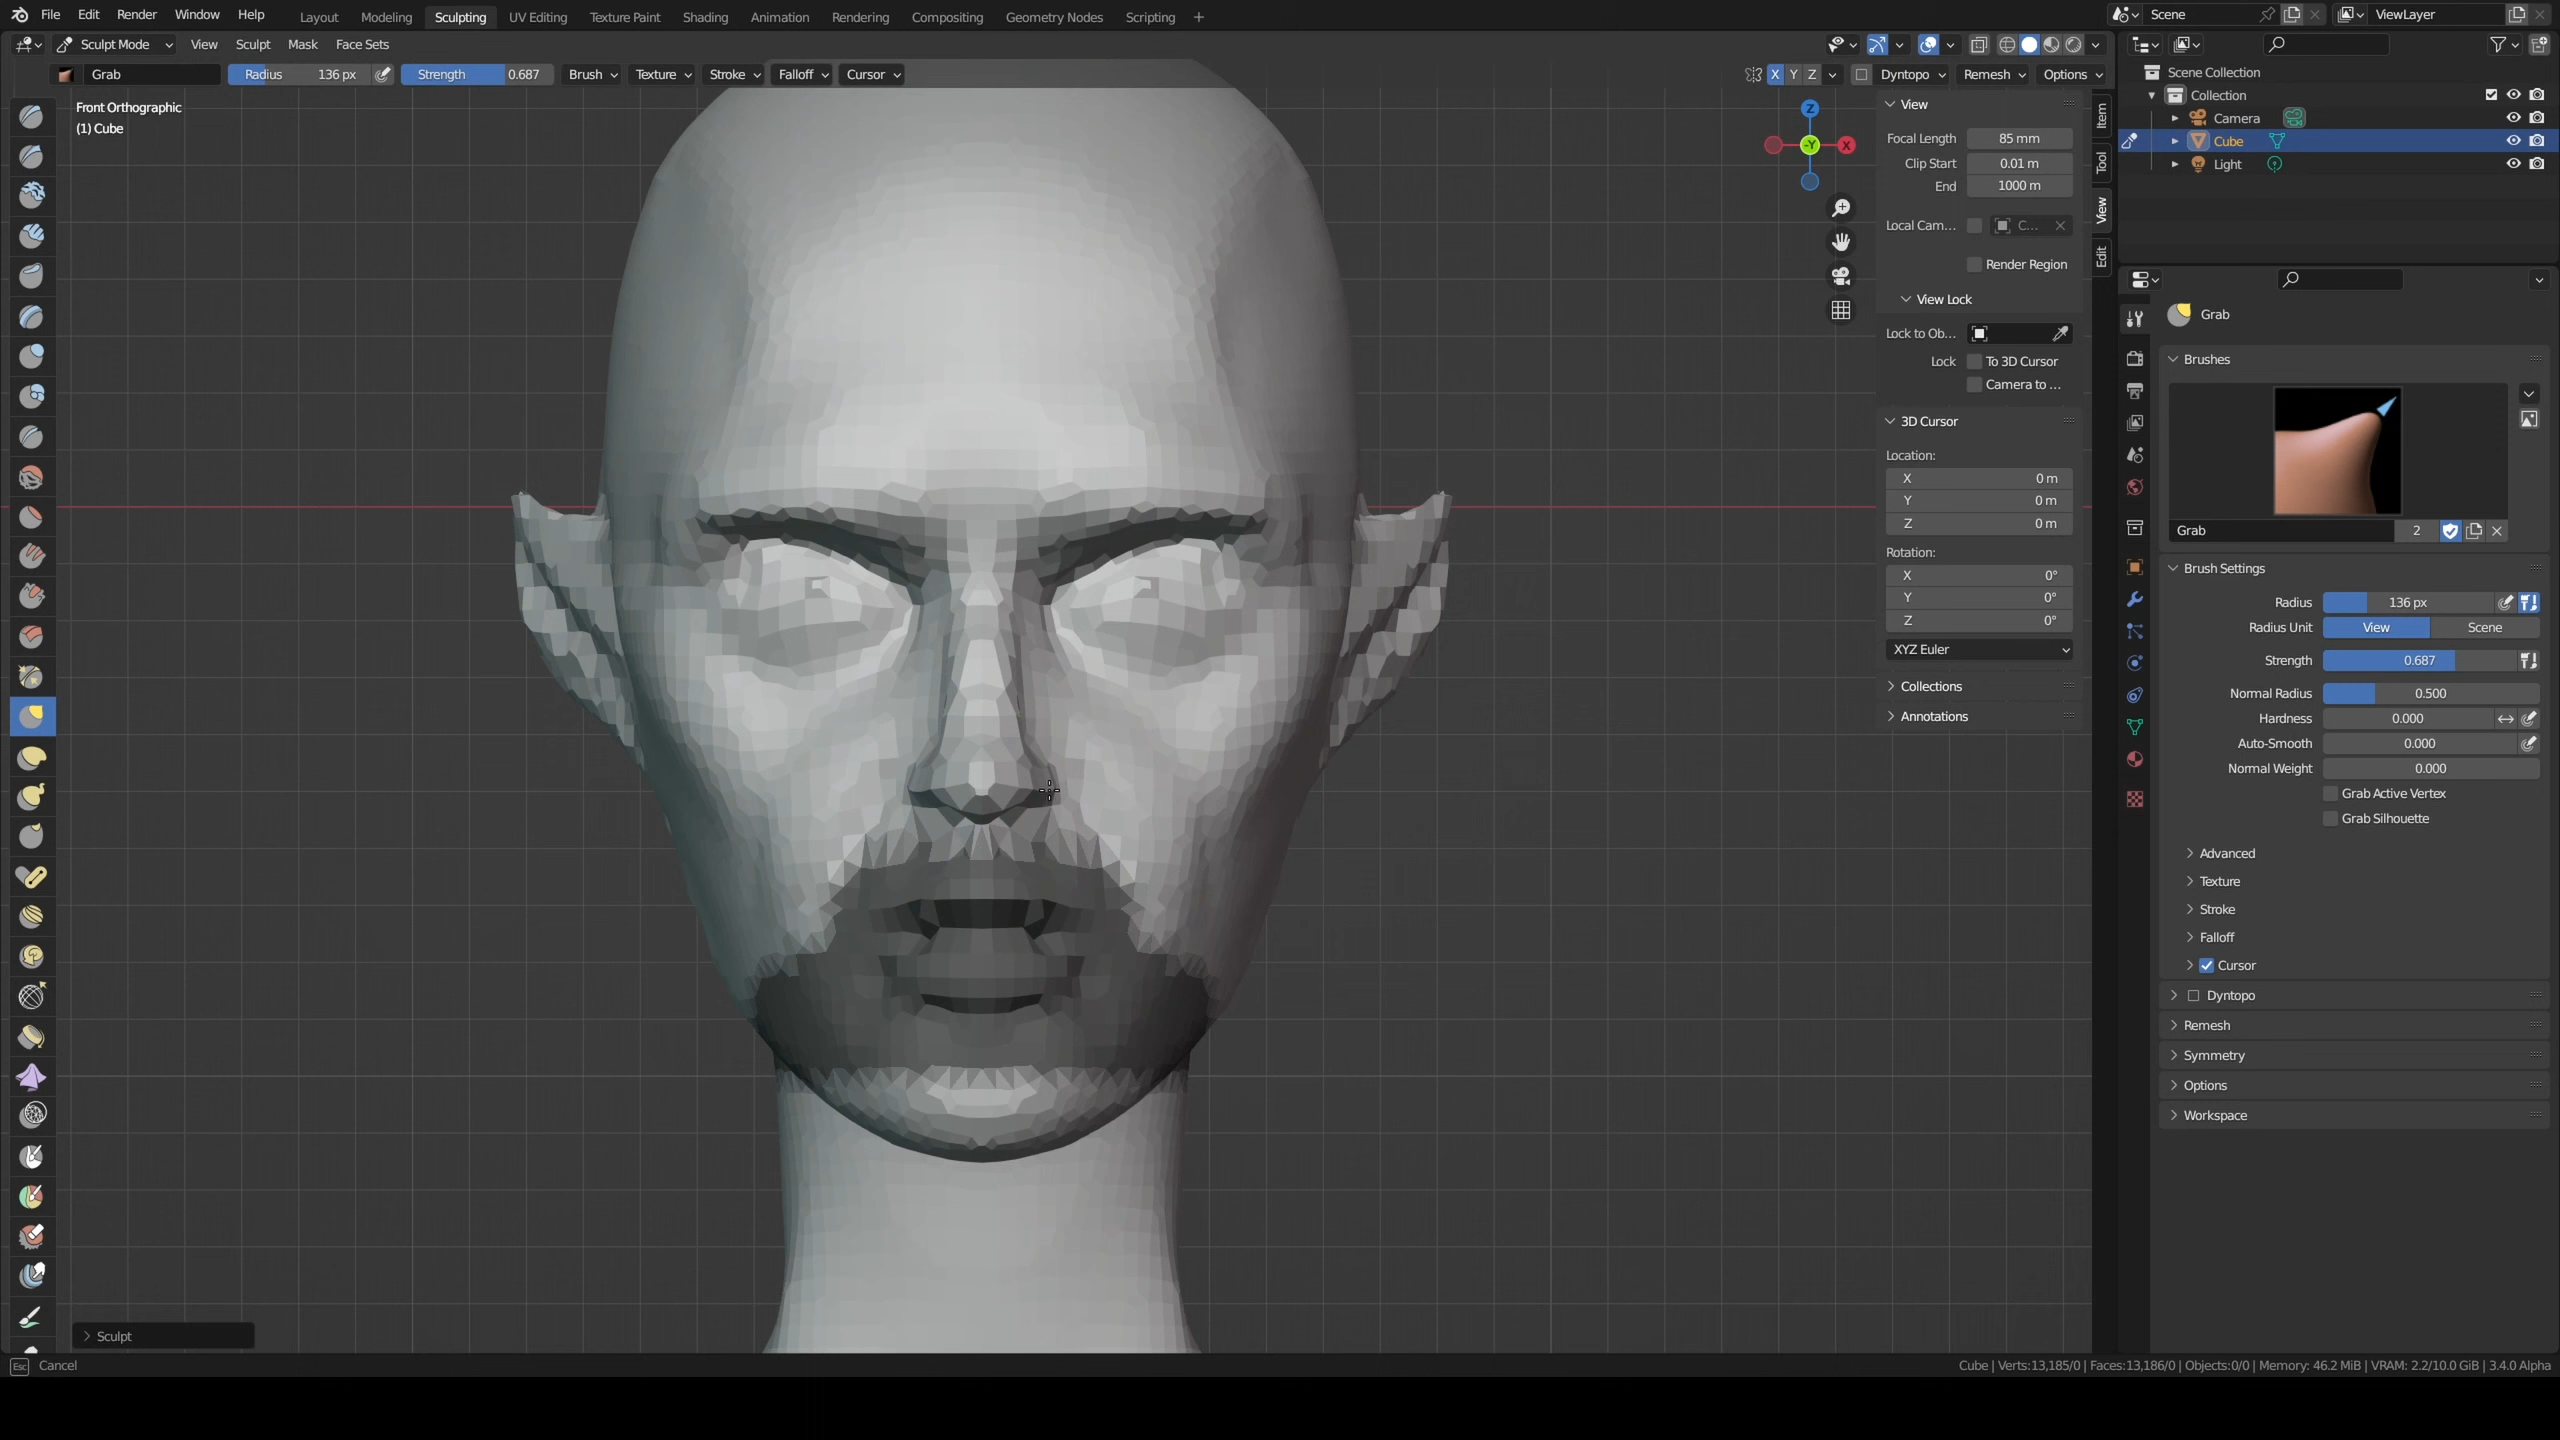 File Edit Render Window Help Layout Modeling Sculpting UV Editing Texture Paint Shading Animation Rendering Compositing Geometry Nodes Scripting + Scene ViewLayer
Sculpt Mode View Sculpt Mask Face Sets
Grab Radius 136 px Strength 0.687 Brush Texture Stroke Falloff Cursor X Y Z Dyntopo Remesh Options
Front Orthographic
(1) Cube
Z
-Y
X
View
Focal Length 85 mm
Clip Start 0.01 m
End 1000 m
Local Cam... C...
Render Region
View Lock
Lock to Ob...
Lock To 3D Cursor
Camera to ...
3D Cursor
Location:
X 0 m
Y 0 m
Z 0 m
Rotation:
X 0°
Y 0°
Z 0°
XYZ Euler
Collections
Annotations
Item
Tool
View
Edit
Scene Collection
Collection
Camera
Cube
Light
Grab
Brushes
Grab 2
Brush Settings
Radius 136 px
Radius Unit View Scene
Strength 0.687
Normal Radius 0.500
Hardness 0.000
Auto-Smooth 0.000
Normal Weight 0.000
Grab Active Vertex
Grab Silhouette
Advanced
Texture
Stroke
Falloff
Cursor
Dyntopo
Remesh
Symmetry
Options
Workspace
Sculpt
Esc Cancel
Cube | Verts:13,185/0 | Faces:13,186/0 | Objects:0/0 | Memory: 46.2 MiB | VRAM: 2.2/10.0 GiB | 3.4.0 Alpha